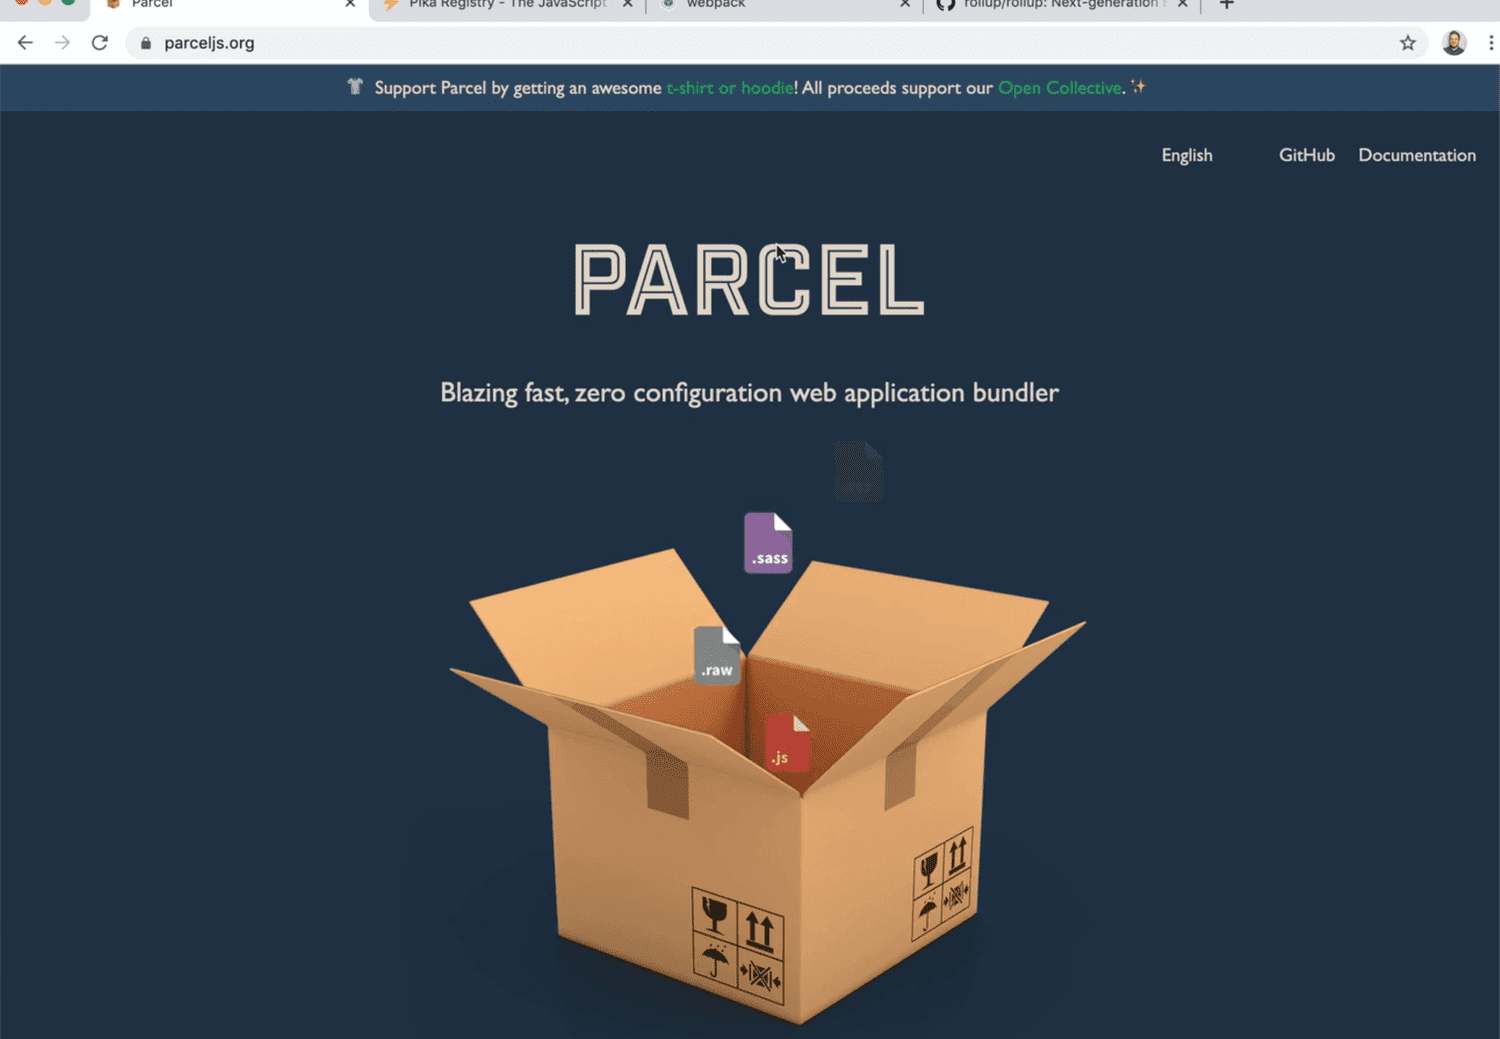 Parcel
Pika Registry - The JavaScript
webpack
rollup/rollup: Next-generation
parceljs.org
Support Parcel by getting an awesome t-shirt or hoodie! All proceeds support our Open Collective.
English GitHub Documentation
PARCEL
Blazing fast, zero configuration web application bundler
.sass
.raw
.js